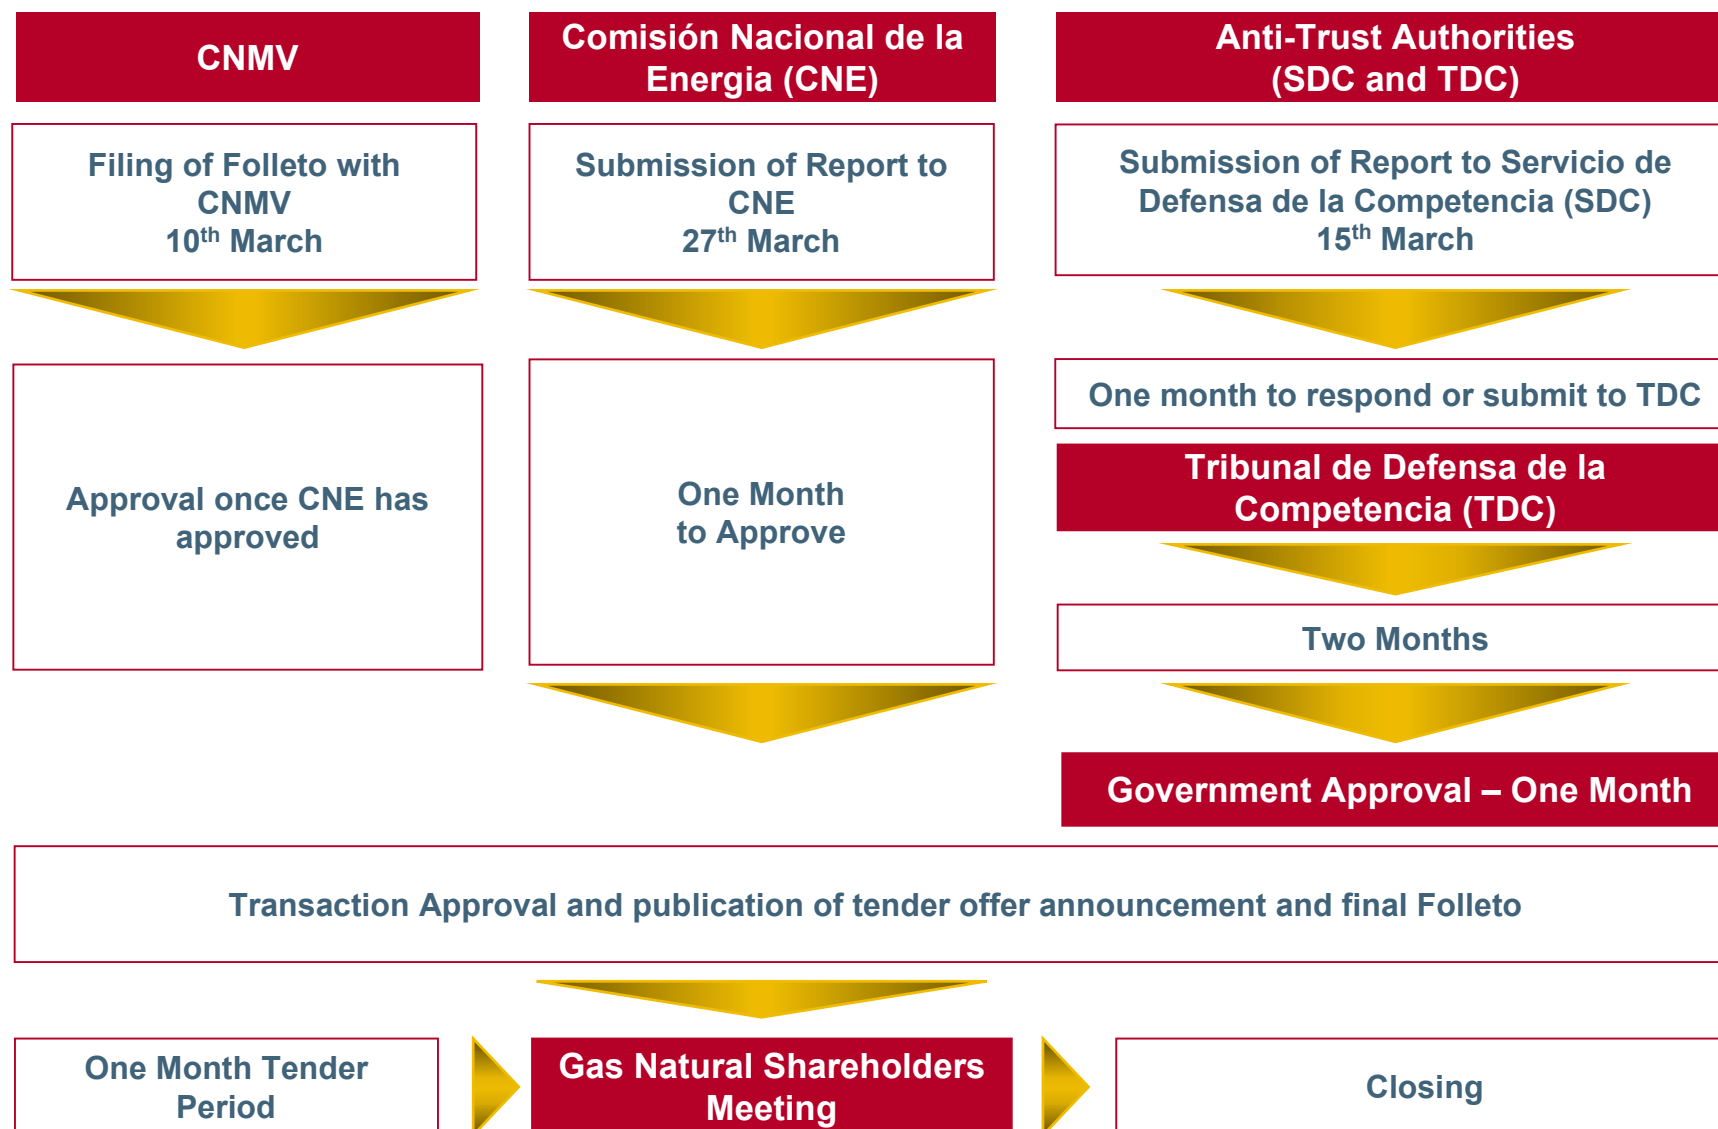 CNMV
Comisión Nacional de la
Energia (CNE)
Anti-Trust Authorities
(SDC and TDC)
Filing of Folleto with
CNMV
10th March
Submission of Report to
CNE
27th March
Submission of Report to Servicio de
Defensa de la Competencia (SDC)
15th March
Approval once CNE has
approved
One Month
to Approve
One month to respond or submit to TDC
Tribunal de Defensa de la
Competencia (TDC)
Two Months
Government Approval – One Month
Transaction Approval and publication of tender offer announcement and final Folleto
One Month Tender
Period
Gas Natural Shareholders
Meeting
Closing